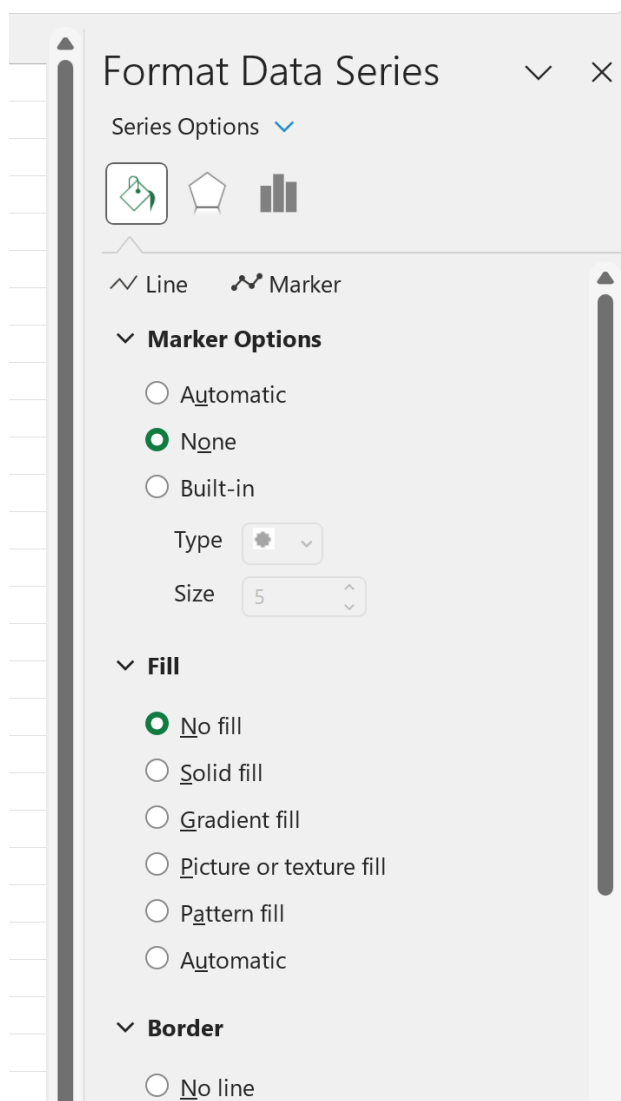 Format Data Series
Series Options
Line Marker
Marker Options
Automatic
None
Built-in
Type
Size 5
Fill
No fill
Solid fill
Gradient fill
Picture or texture fill
Pattern fill
Automatic
Border
No line